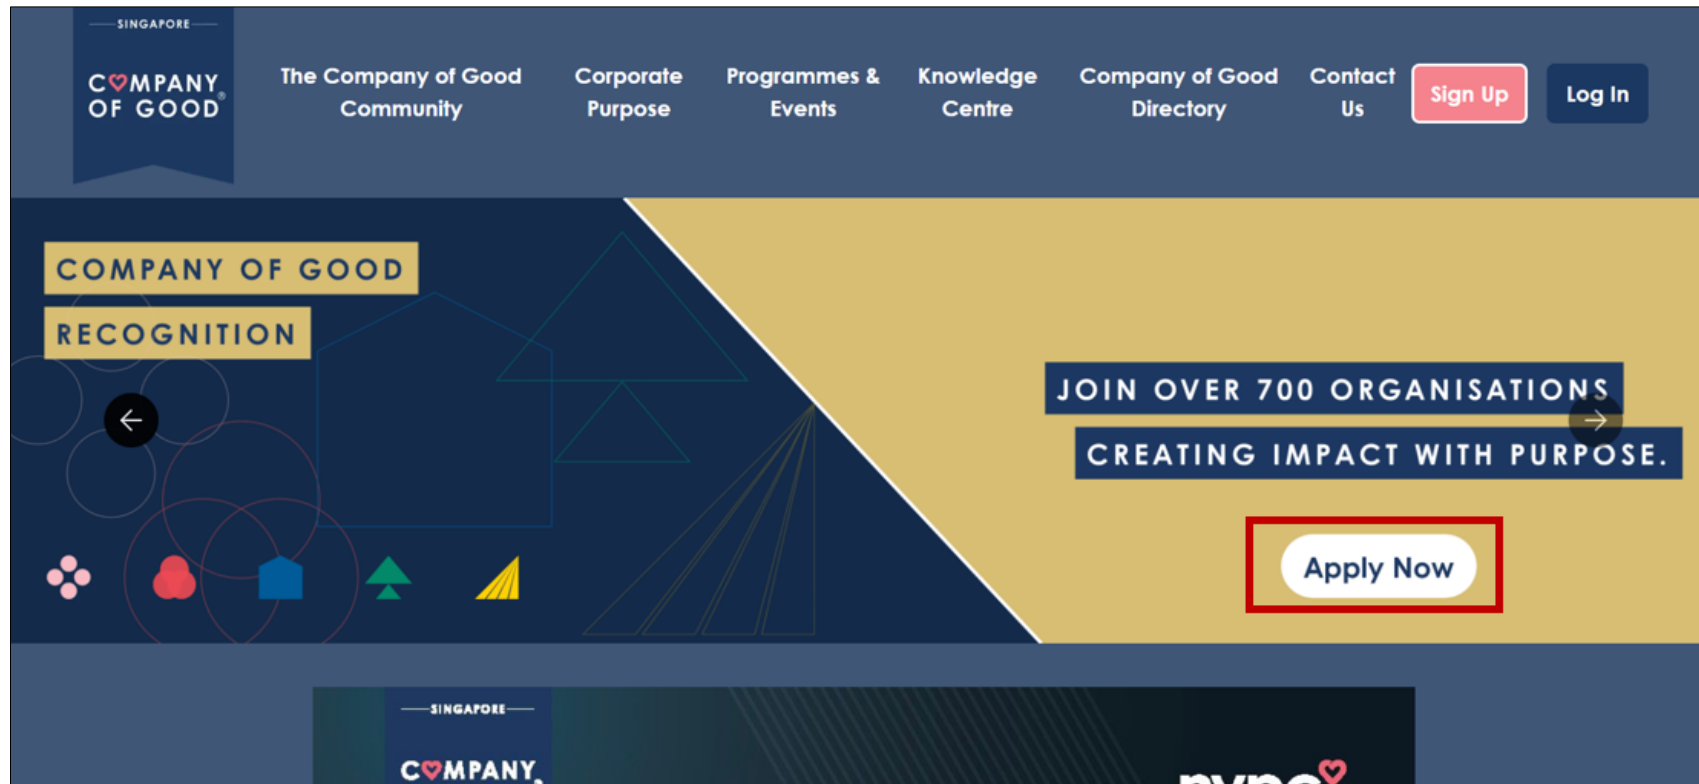 SINGAPORE
COMPANY
OF GOOD®
The Company of Good
Community
Corporate
Purpose
Programmes &
Events
Knowledge
Centre
Company of Good
Directory
Contact
Us
Sign Up
Log In
COMPANY OF GOOD
RECOGNITION
JOIN OVER 700 ORGANISATIONS
CREATING IMPACT WITH PURPOSE.
Apply Now
SINGAPORE
COMPANY